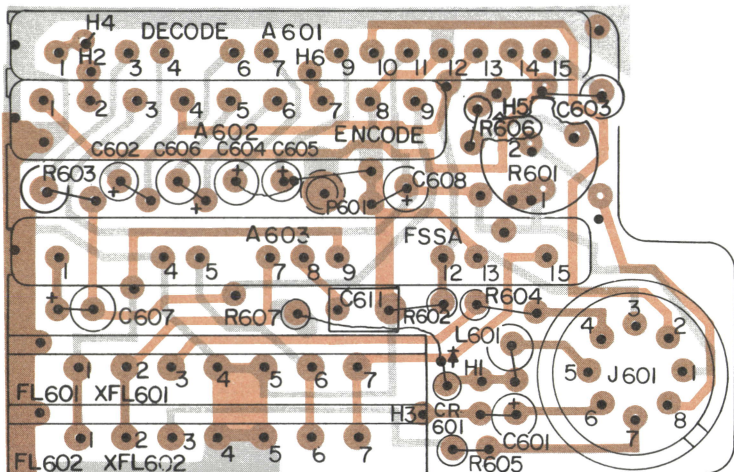 H4 DECODE A601
1 H2 3 4 6 7 H6 9 10 11 12 13 14 15
1 2 3 4 5 6 7 8 9 H5 C603
A602 ENCODE R606
C602 C606 C604 C605 2
R603 P601 C608 R601 1
A603 FSSA
1 4 5 7 8 9 12 13 15
C607 R607 C611 R602 R604
L601 4 3 2
1 2 3 4 5 6 7 H1 5 J601 1
FL601 XFL601 H3 CR 601 6 7 8
1 2 3 4 5 6 7 C601
FL602 XFL602 R605